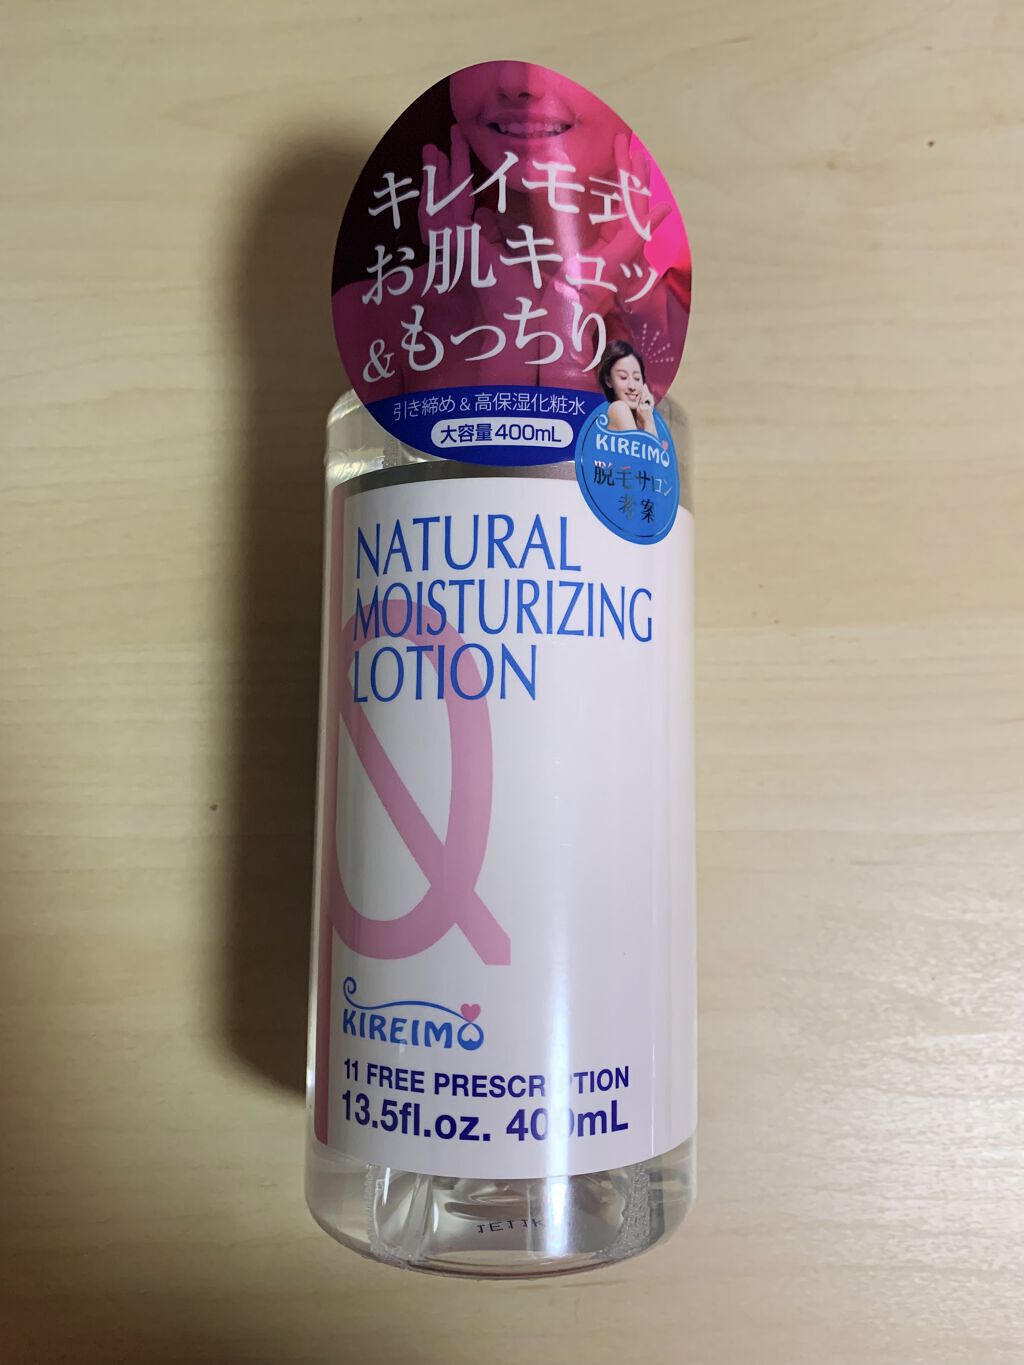 キレイモ式
お肌キュッ
&もっちり
引き締め&高保湿化粧水
大容量400mL
KIREIMO
脱毛サロン
考案
NATURAL
MOISTURIZING
LOTION
KIREIMO
11 FREE PRESCRIPTION
13.5fl.oz. 400mL